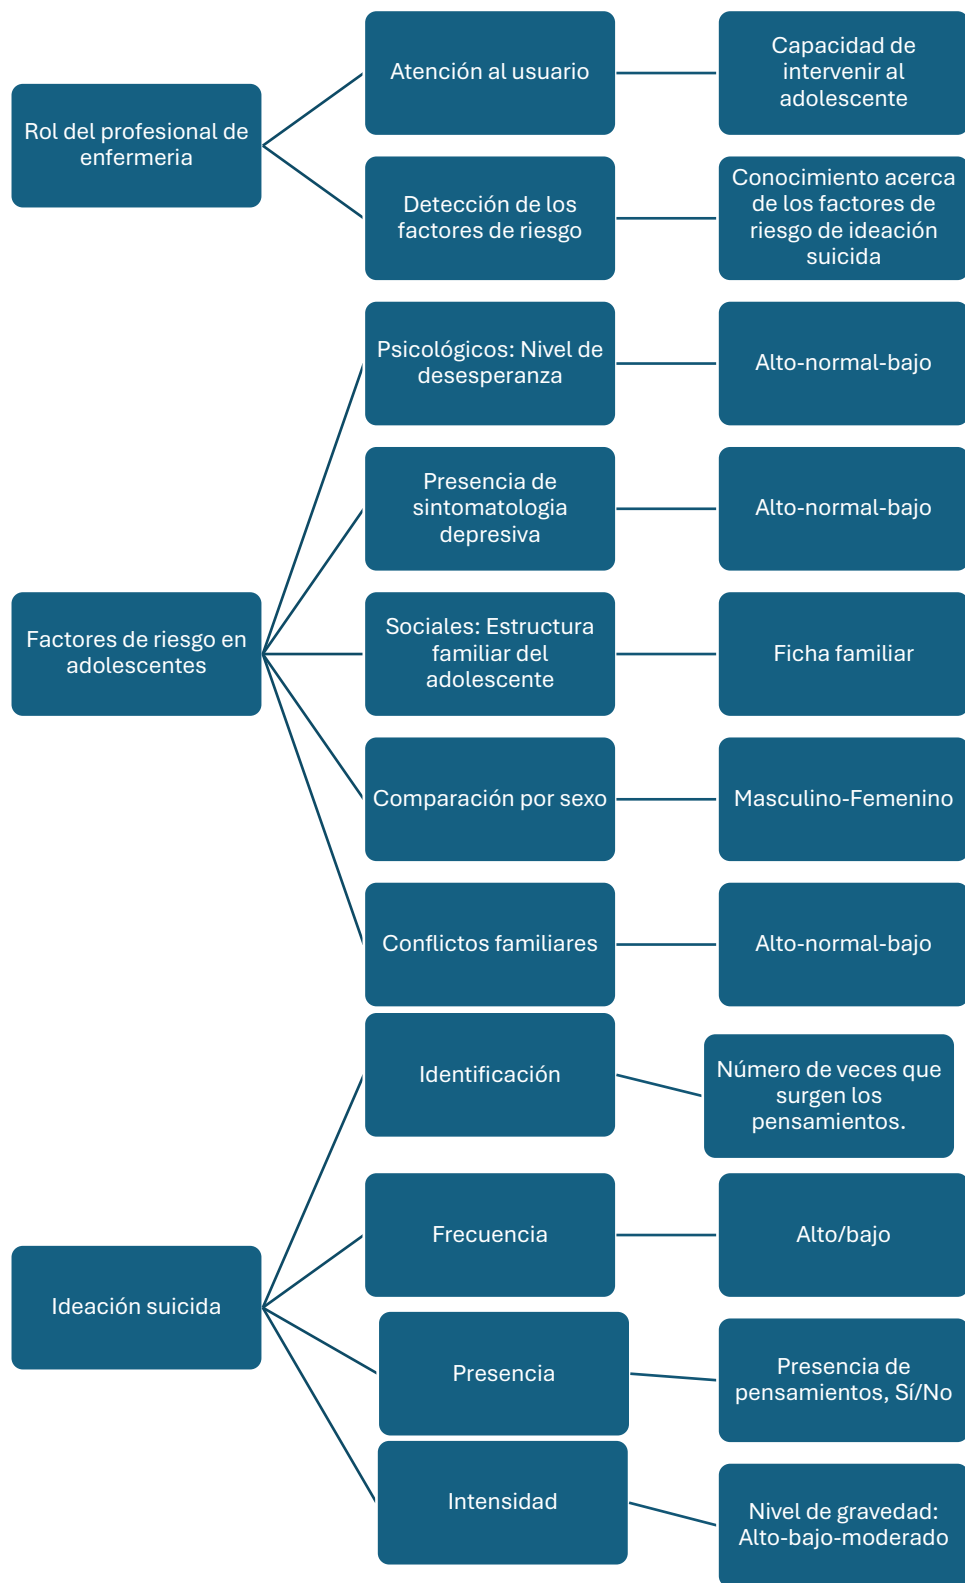 Rol del profesional de
enfermeria
Atención al usuario
Capacidad de
intervenir al
adolescente
Detección de los
factores de riesgo
Conocimiento acerca
de los factores de
riesgo de ideación
suicida
Factores de riesgo en
adolescentes
Psicológicos: Nivel de
desesperanza
Alto-normal-bajo
Presencia de
sintomatologia
depresiva
Alto-normal-bajo
Sociales: Estructura
familiar del
adolescente
Ficha familiar
Comparación por sexo
Masculino-Femenino
Conflictos familiares
Alto-normal-bajo
Ideación suicida
Identificación
Número de veces que
surgen los
pensamientos.
Frecuencia
Alto/bajo
Presencia
Presencia de
pensamientos, Sí/No
Intensidad
Nivel de gravedad:
Alto-bajo-moderado